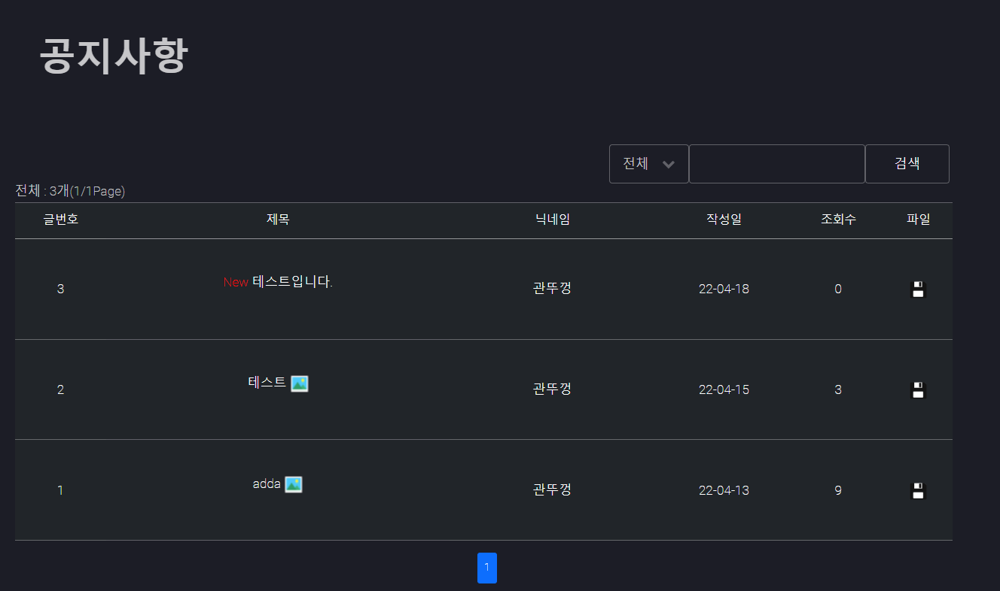 공지사항
전체 검색
전체 : 3개(1/1Page)
글번호 제목 닉네임 작성일 조회수 파일
3 New 테스트입니다. 관뚜껑 22-04-18 0
2 테스트 관뚜껑 22-04-15 3
1 adda 관뚜껑 22-04-13 9
1